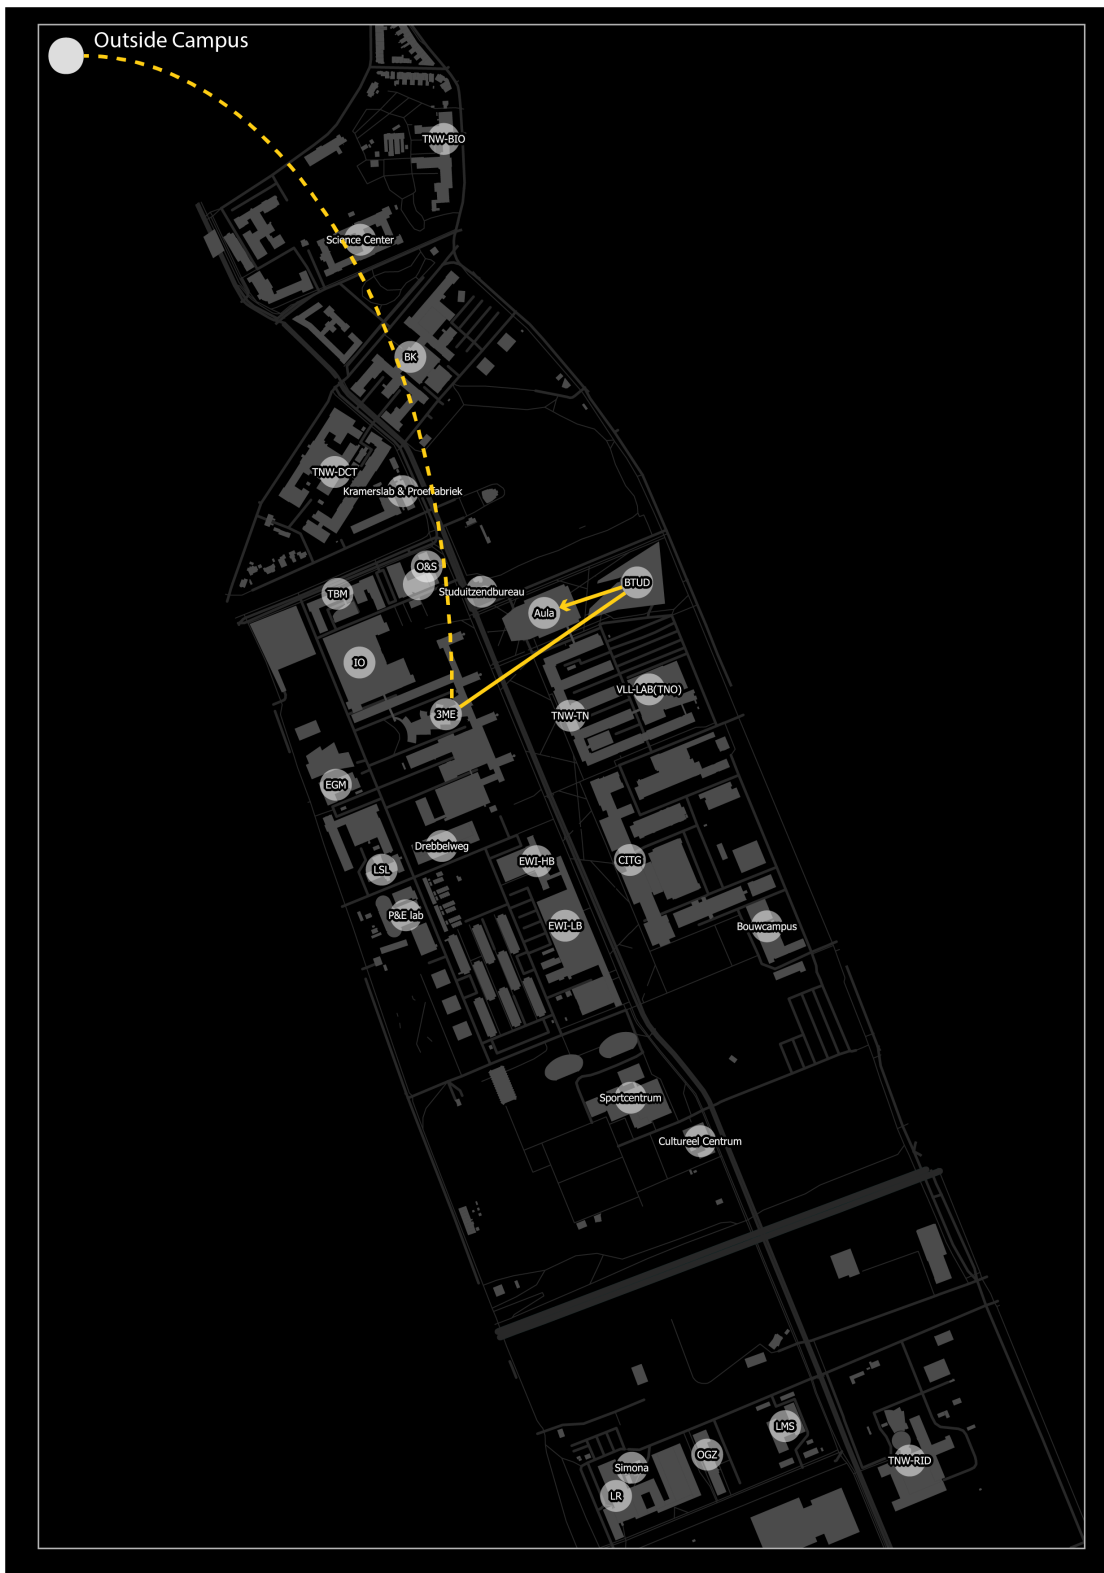 Outside Campus
TNW-BIO
Science Center
BK
TNW-DCT
Kramerslab & Proeffabriek
O&S
BTUD
TBM
Studuitzendbureau
Aula
IO
VLL-LAB(TNO)
3ME
TNW-TN
EGM
Drebbelweg
EWI-HB
CITG
LSL
P&E lab
EWI-LB
Bouwcampus
Sportcentrum
Cultureel Centrum
LMS
OGZ
TNW-RID
Simona
LR